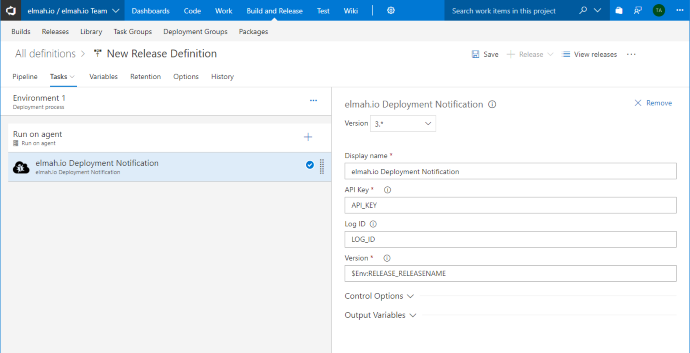 elmah.io / elmah.io Team Dashboards Code Work Build and Release Test Wiki Search work items in this project TA
Builds Releases Library Task Groups Deployment Groups Packages
All definitions > New Release Definition Save Release View releases
Pipeline Tasks Variables Retention Options History
Environment 1
Deployment process
Run on agent
Run on agent
elmah.io Deployment Notification
elmah.io Deployment Notification
elmah.io Deployment Notification Remove
Version 3.*
Display name *
elmah.io Deployment Notification
API Key *
API_KEY
Log ID
LOG_ID
Version *
$Env:RELEASE_RELEASENAME
Control Options
Output Variables